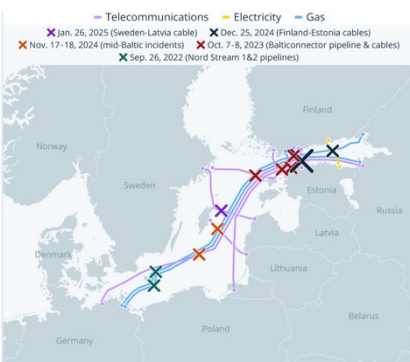 Telecommunications Electricity Gas
Jan. 26, 2025 (Sweden-Latvia cable) Dec. 25, 2024 (Finland-Estonia cables)
Nov. 17-18, 2024 (mid-Baltic incidents) Oct. 7-8, 2023 (Balticonnector pipeline & cables)
Sep. 26, 2022 (Nord Stream 1&2 pipelines)
Finland
Norway
Sweden
Estonia
Russia
Latvia
Denmark
Lithuania
Belarus
Poland
Germany